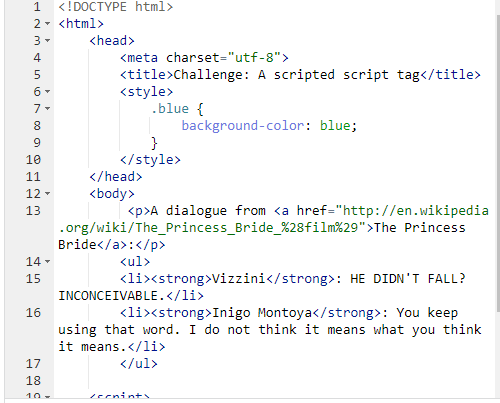 1 <!DOCTYPE html>
2 <html>
3 <head>
4 <meta charset="utf-8">
5 <title>Challenge: A scripted script tag</title>
6 <style>
7 .blue {
8 background-color: blue;
9 }
10 </style>
11 </head>
12 <body>
13 <p>A dialogue from <a href="http://en.wikipedia
.org/wiki/The_Princess_Bride_%28film%29">The Princess
Bride</a>:</p>
14 <ul>
15 <li><strong>Vizzini</strong>: HE DIDN'T FALL?
INCONCEIVABLE.</li>
16 <li><strong>Inigo Montoya</strong>: You keep
using that word. I do not think it means what you think
it means.</li>
17 </ul>
18
19 <script>